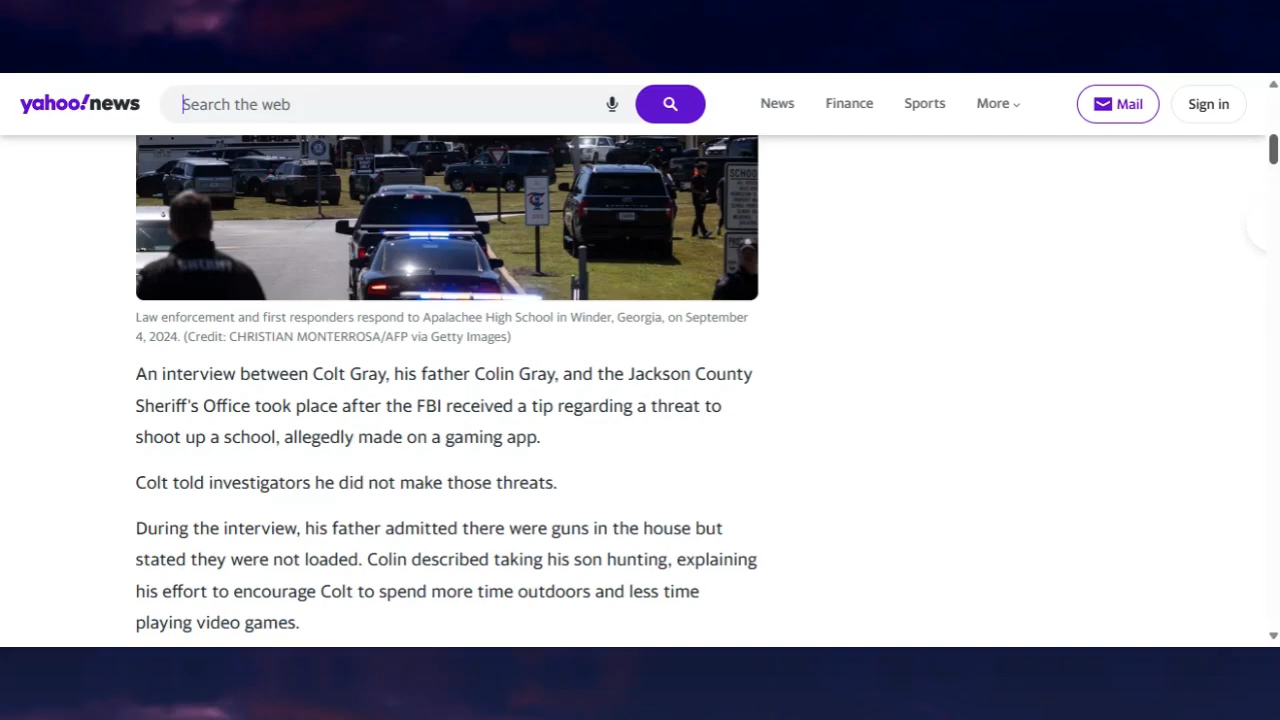 yahoo!news
Search the web
News
Finance
Sports
More
Mail
Sign in
SCHOOL
SHERIFF
Law enforcement and first responders respond to Apalachee High School in Winder, Georgia, on September
4, 2024. (Credit: CHRISTIAN MONTERROSA/AFP via Getty Images)
An interview between Colt Gray, his father Colin Gray, and the Jackson County
Sheriff's Office took place after the FBI received a tip regarding a threat to
shoot up a school, allegedly made on a gaming app.
Colt told investigators he did not make those threats.
During the interview, his father admitted there were guns in the house but
stated they were not loaded. Colin described taking his son hunting, explaining
his effort to encourage Colt to spend more time outdoors and less time
playing video games.